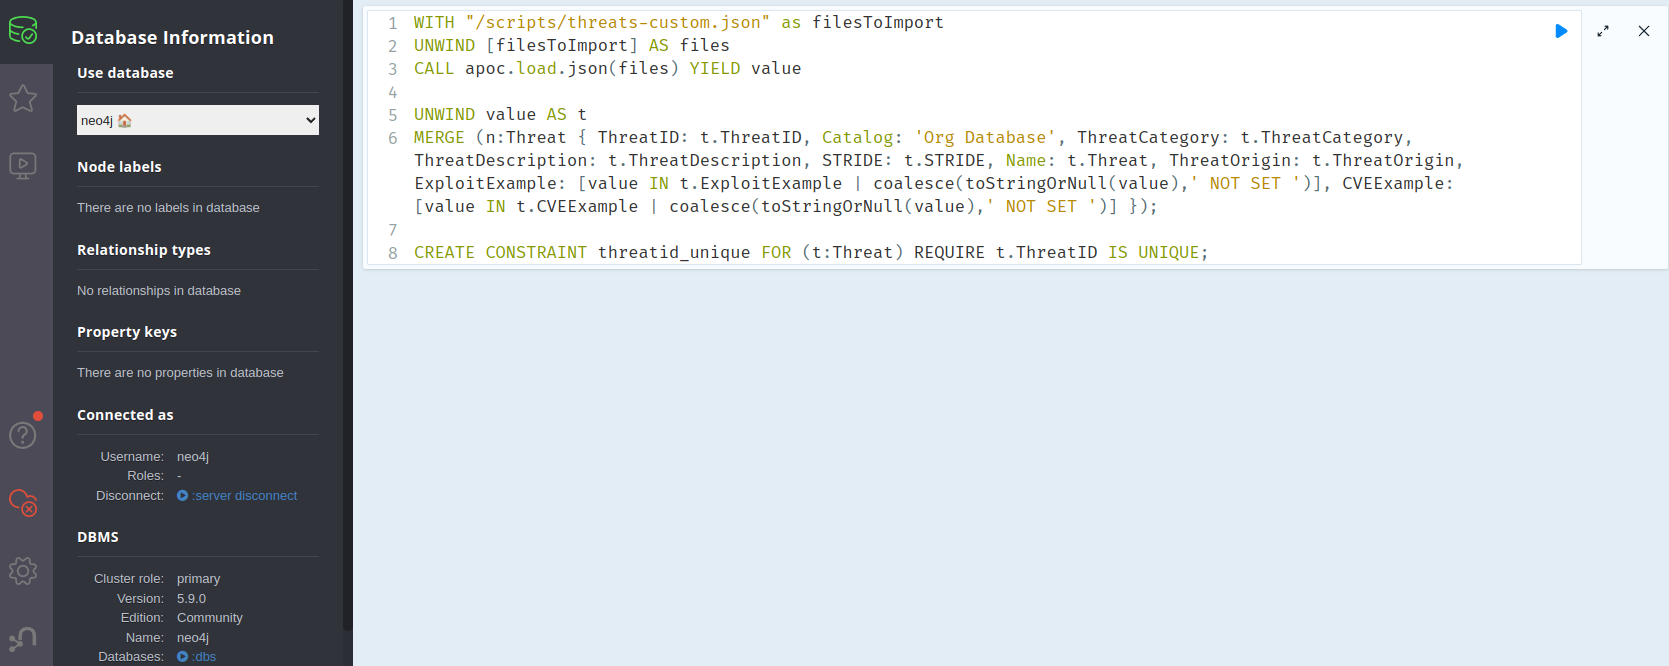 Database Information
Use database
neo4j 🏠
Node labels
There are no labels in database
Relationship types
No relationships in database
Property keys
There are no properties in database
Connected as
Username: neo4j
Roles: -
Disconnect: :server disconnect
DBMS
Cluster role: primary
Version: 5.9.0
Edition: Community
Name: neo4j
Databases: :dbs
1 WITH "/scripts/threats-custom.json" as filesToImport
2 UNWIND [filesToImport] AS files
3 CALL apoc.load.json(files) YIELD value
4
5 UNWIND value AS t
6 MERGE (n:Threat { ThreatID: t.ThreatID, Catalog: 'Org Database', ThreatCategory: t.ThreatCategory,
ThreatDescription: t.ThreatDescription, STRIDE: t.STRIDE, Name: t.Threat, ThreatOrigin: t.ThreatOrigin,
ExploitExample: [value IN t.ExploitExample | coalesce(toStringOrNull(value),' NOT SET ')], CVEExample:
[value IN t.CVEExample | coalesce(toStringOrNull(value),' NOT SET ')] });
7
8 CREATE CONSTRAINT threatid_unique FOR (t:Threat) REQUIRE t.ThreatID IS UNIQUE;